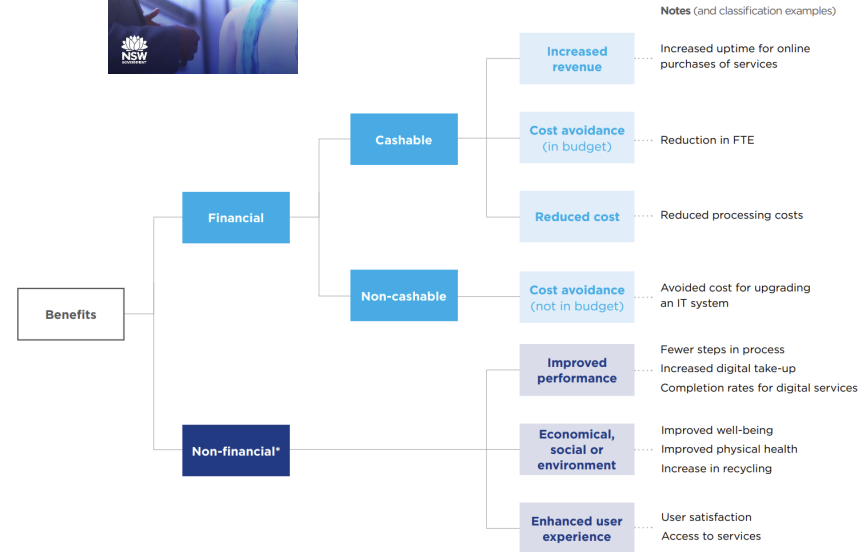 Notes (and classification examples)
NSW
GOVERNMENT
Increased
revenue
Increased uptime for online
purchases of services
Cashable
Cost avoidance
(in budget)
Reduction in FTE
Financial
Reduced cost
Reduced processing costs
Non-cashable
Cost avoidance
(not in budget)
Avoided cost for upgrading
an IT system
Benefits
Improved
performance
Fewer steps in process
Increased digital take-up
Completion rates for digital services
Non-financial*
Economical,
social or
environment
Improved well-being
Improved physical health
Increase in recycling
Enhanced user
experience
User satisfaction
Access to services